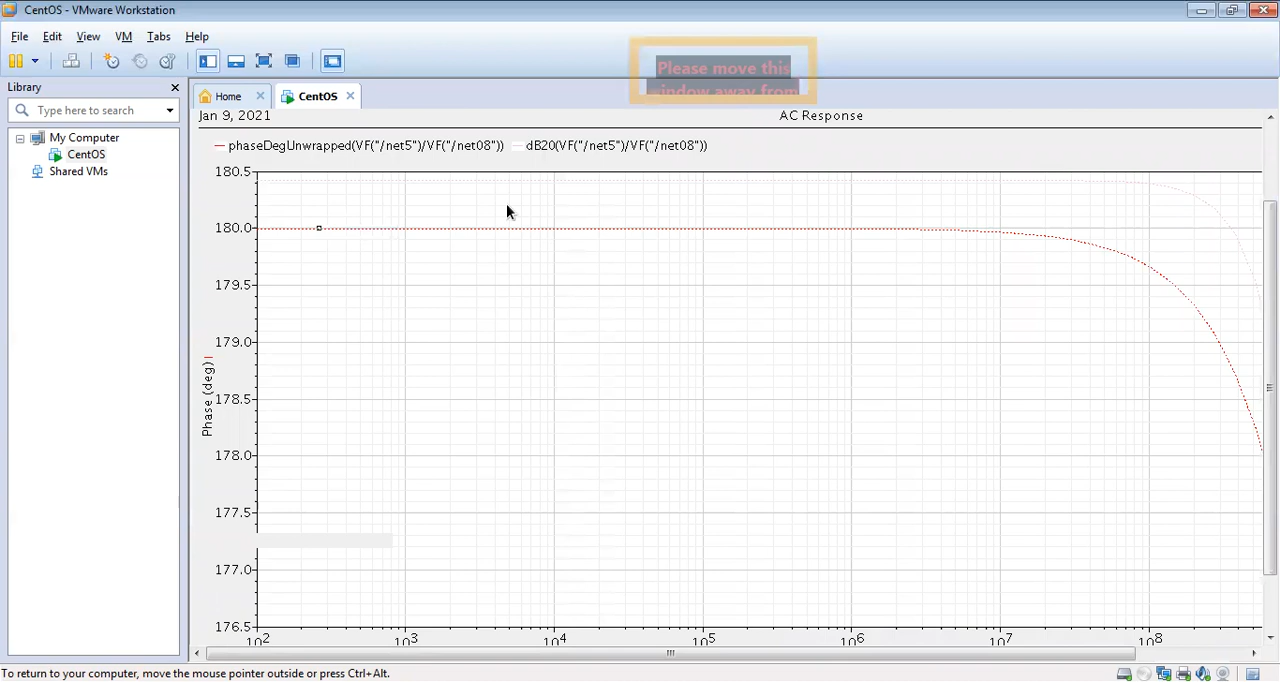 CentOS - VMware Workstation
File Edit View VM Tabs Help
Please move this
window away from
Library
Type here to search
My Computer
CentOS
Shared VMs
Home
CentOS
Jan 9, 2021
AC Response
phaseDegUnwrapped(VF("/net5")/VF("/net08"))
dB20(VF("/net5")/VF("/net08"))
180.5
180.0
179.5
179.0
178.5
178.0
177.5
177.0
176.5
Phase (deg)
10² 10³ 10⁴ 10⁵ 10⁶ 10⁷ 10⁸
To return to your computer, move the mouse pointer outside or press Ctrl+Alt.